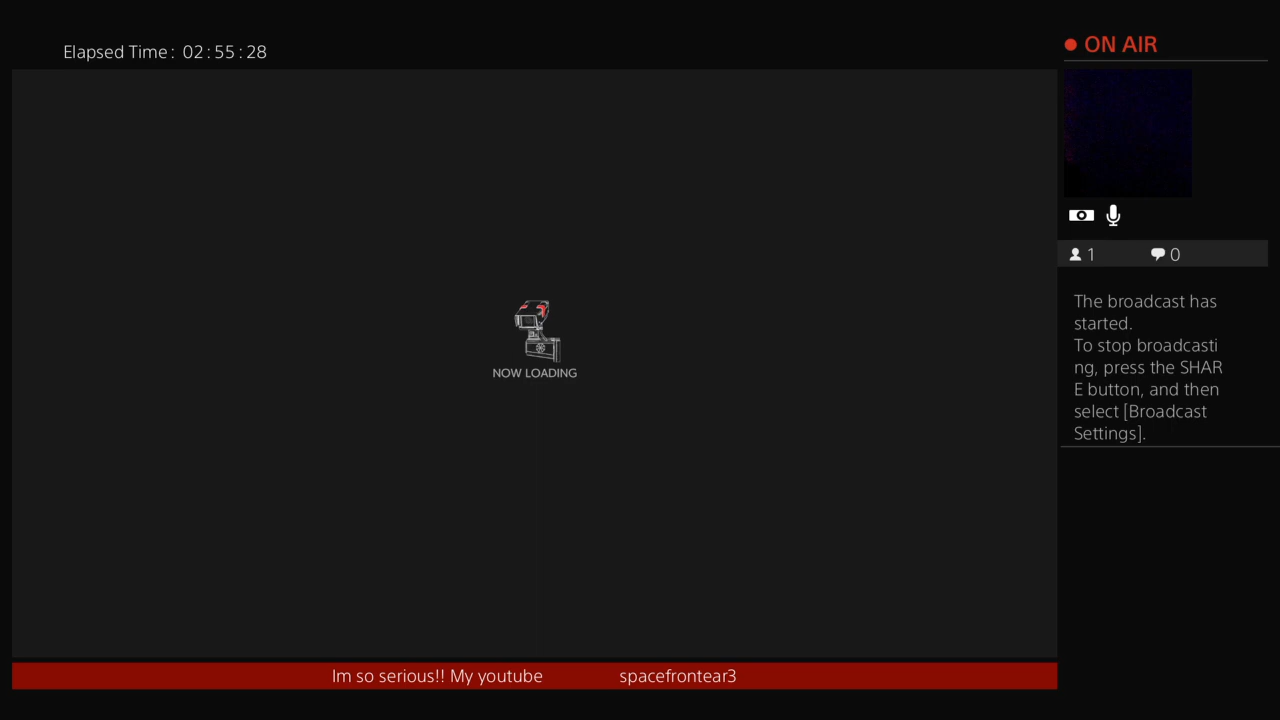 Elapsed Time: 02:55:28
ON AIR
1 0
The broadcast has
started.
To stop broadcasti
ng, press the SHAR
E button, and then
select [Broadcast
Settings].
NOW LOADING
Im so serious!! My youtube spacefrontear3